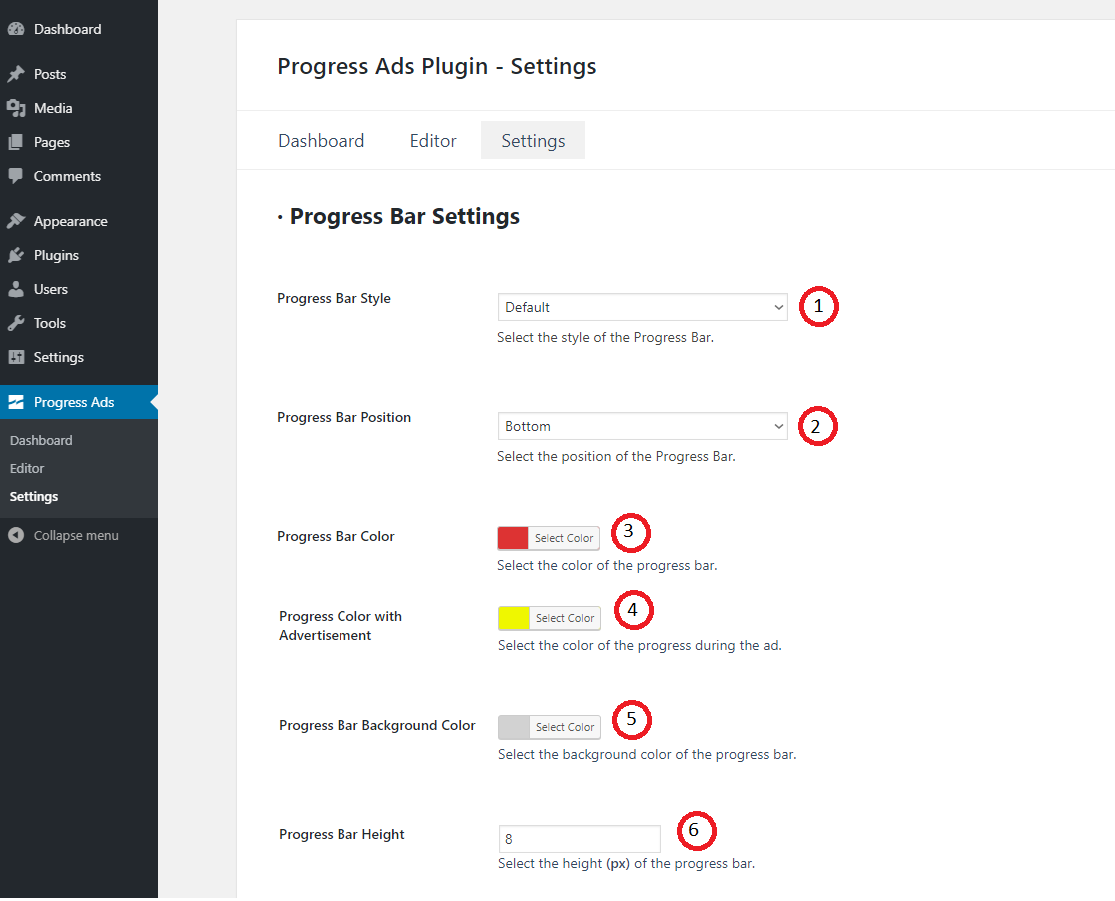 Dashboard
Posts
Media
Pages
Comments
Appearance
Plugins
Users
Tools
Settings
Progress Ads
Dashboard
Editor
Settings
Collapse menu
Progress Ads Plugin - Settings
Dashboard Editor Settings
· Progress Bar Settings
Progress Bar Style
Default
1
Select the style of the Progress Bar.
Progress Bar Position
Bottom
2
Select the position of the Progress Bar.
Progress Bar Color
Select Color
3
Select the color of the progress bar.
Progress Color with
Advertisement
Select Color
4
Select the color of the progress during the ad.
Progress Bar Background Color
Select Color
5
Select the background color of the progress bar.
Progress Bar Height
8
6
Select the height (px) of the progress bar.